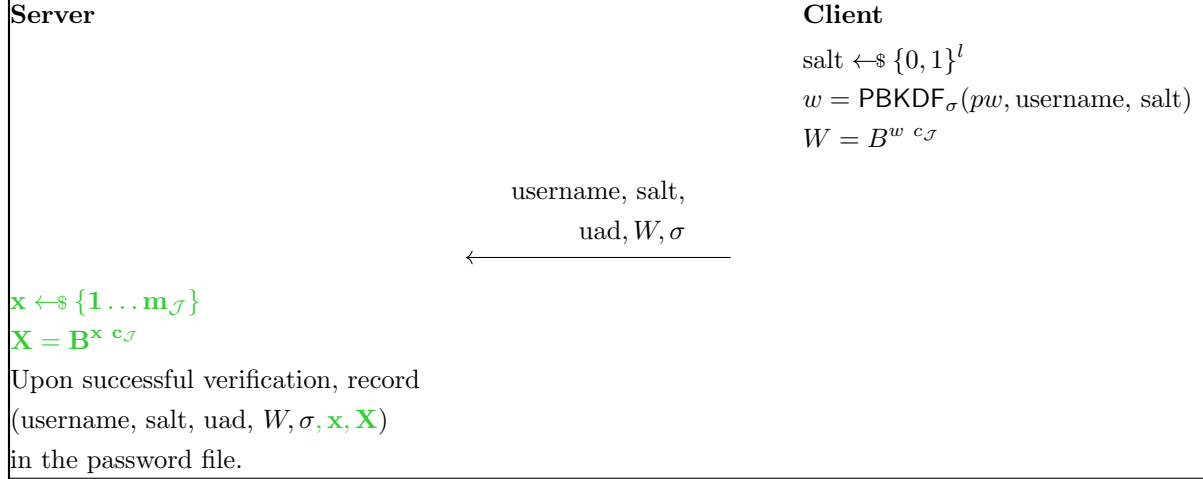 Server
Client
salt ←$ {0, 1}^l
w = PBKDF_σ(pw, username, salt)
W = B^{w c_𝒥}
username, salt,
uad, W, σ
x ←$ {1 … m_𝒥}
X = B^{x c_𝒥}
Upon successful verification, record
(username, salt, uad, W, σ, x, X)
in the password file.